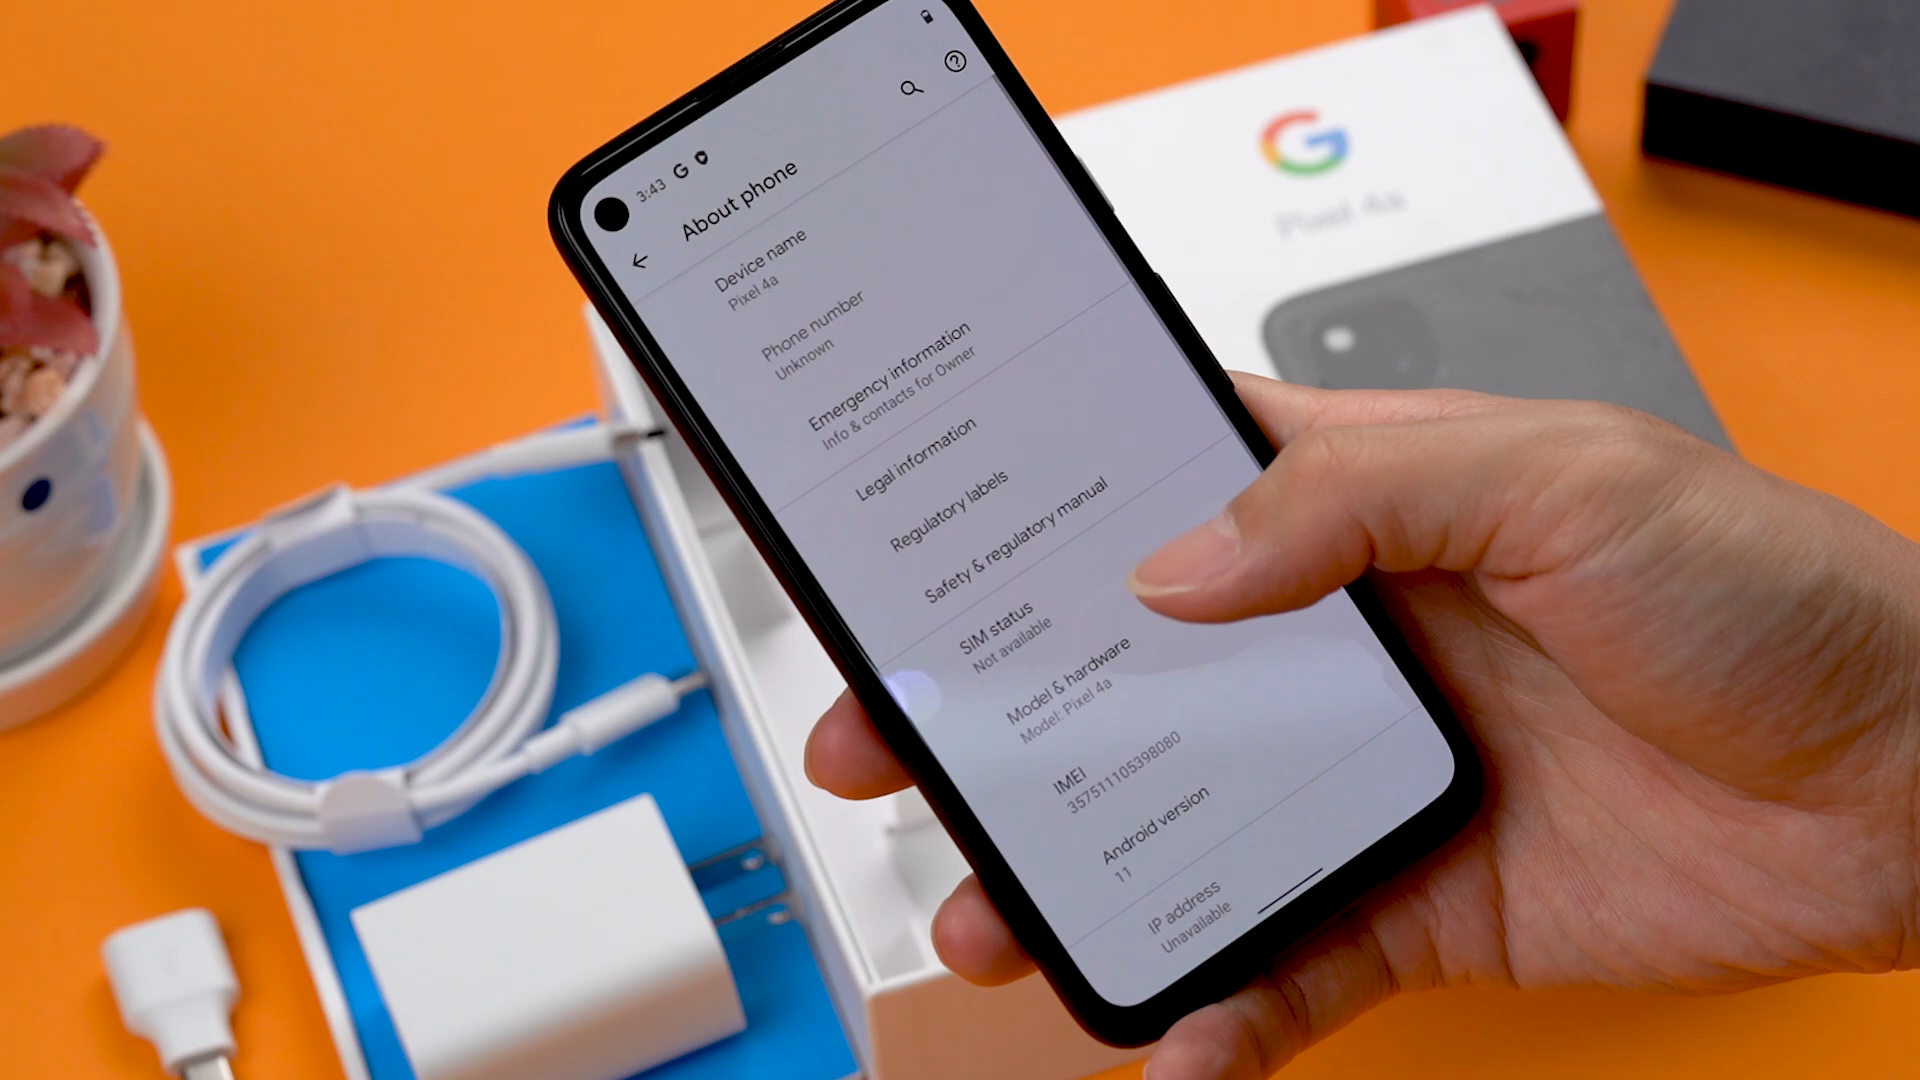 3:43 G
About phone
Device name
Pixel 4a
Phone number
Unknown
Emergency information
Info & contacts for Owner
Legal information
Regulatory labels
Safety & regulatory manual
SIM status
Not available
Model & hardware
Model: Pixel 4a
IMEI
357511105398080
Android version
11
IP address
Unavailable
G
Pixel 4a